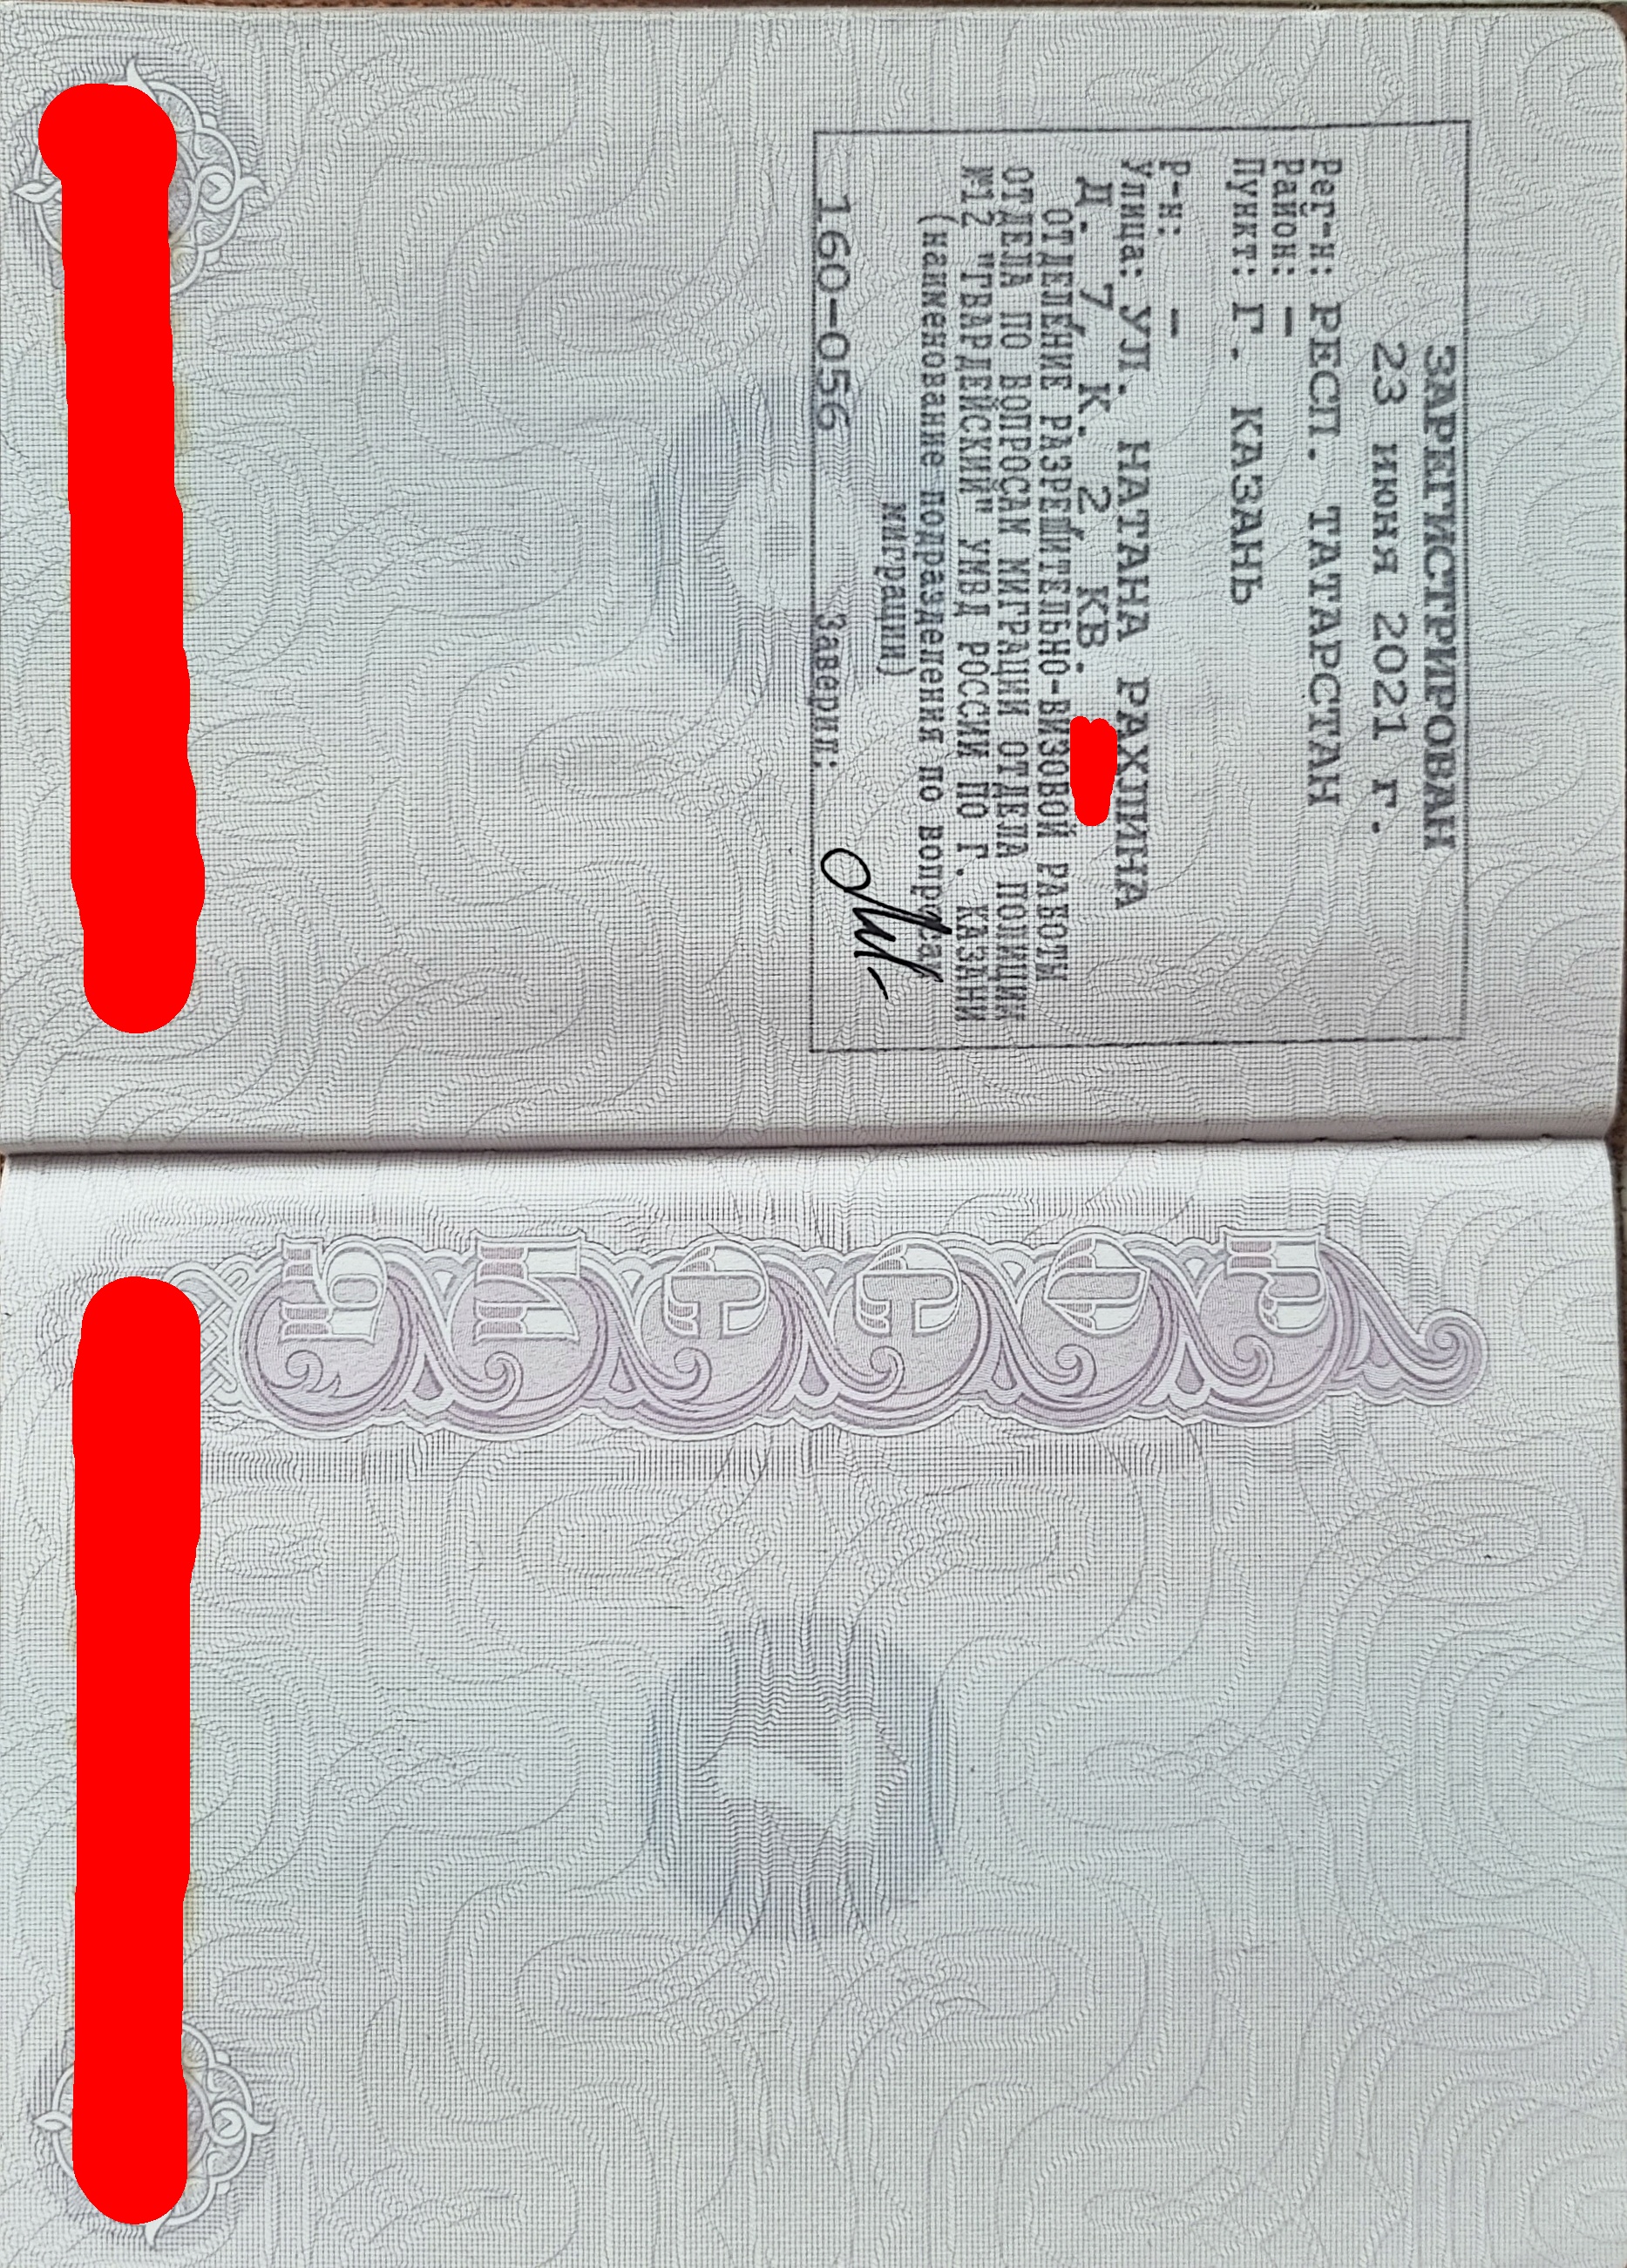 ЗАРЕГИСТРИРОВАН
23 июня 2021 г.
Рег-н: РЕСП. ТАТАРСТАН
Район: —
Пункт: Г. КАЗАНЬ
Р-н: —
Улица: УЛ. НАТАНА РАХЛИНА
Д. 7, К. 2, КВ.
ОТДЕЛЕНИЕ РАЗРЕШИТЕЛЬНО-ВИЗОВОЙ РАБОТЫ
ОТДЕЛА ПО ВОПРОСАМ МИГРАЦИИ ОТДЕЛА ПОЛИЦИИ
№12 "ГВАРДЕЙСКИЙ" УМВД РОССИИ ПО Г. КАЗАНИ
(наименование подразделения по вопросам
миграции)
160-056 Заверил: